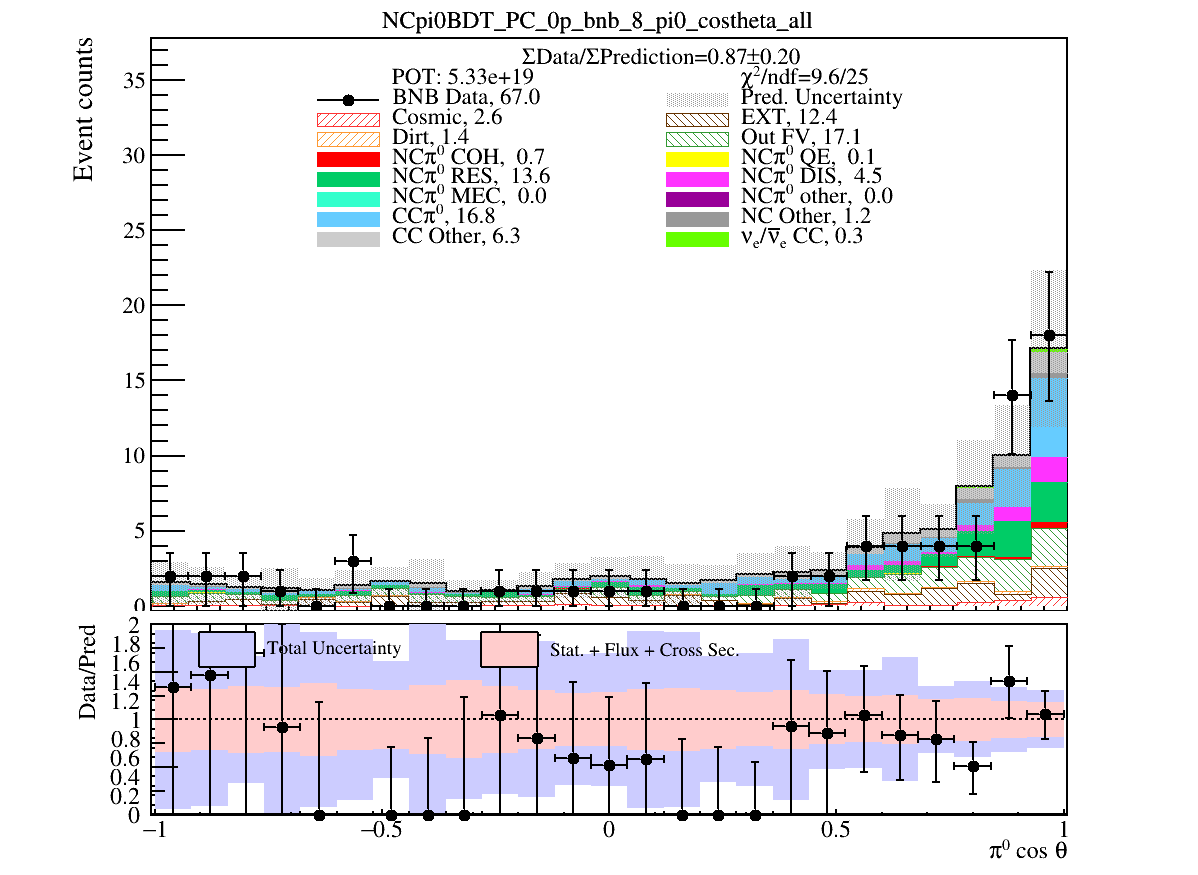 NCpi0BDT_PC_0p_bnb_8_pi0_costheta_all
ΣData/ΣPrediction=0.87±0.20
POT: 5.33e+19
χ²/ndf=9.6/25
BNB Data, 67.0
Pred. Uncertainty
Cosmic, 2.6
EXT, 12.4
Dirt, 1.4
Out FV, 17.1
NCπ⁰ COH, 0.7
NCπ⁰ QE, 0.1
NCπ⁰ RES, 13.6
NCπ⁰ DIS, 4.5
NCπ⁰ MEC, 0.0
NCπ⁰ other, 0.0
CCπ⁰, 16.8
NC Other, 1.2
CC Other, 6.3
νₑ/ν̅ₑ CC, 0.3
Event counts
35
30
25
20
15
10
5
0
Data/Pred
2
1.8
1.6
1.4
1.2
1
0.8
0.6
0.4
0.2
0
Total Uncertainty
Stat. + Flux + Cross Sec.
−1
−0.5
0
0.5
1
π⁰ cos θ